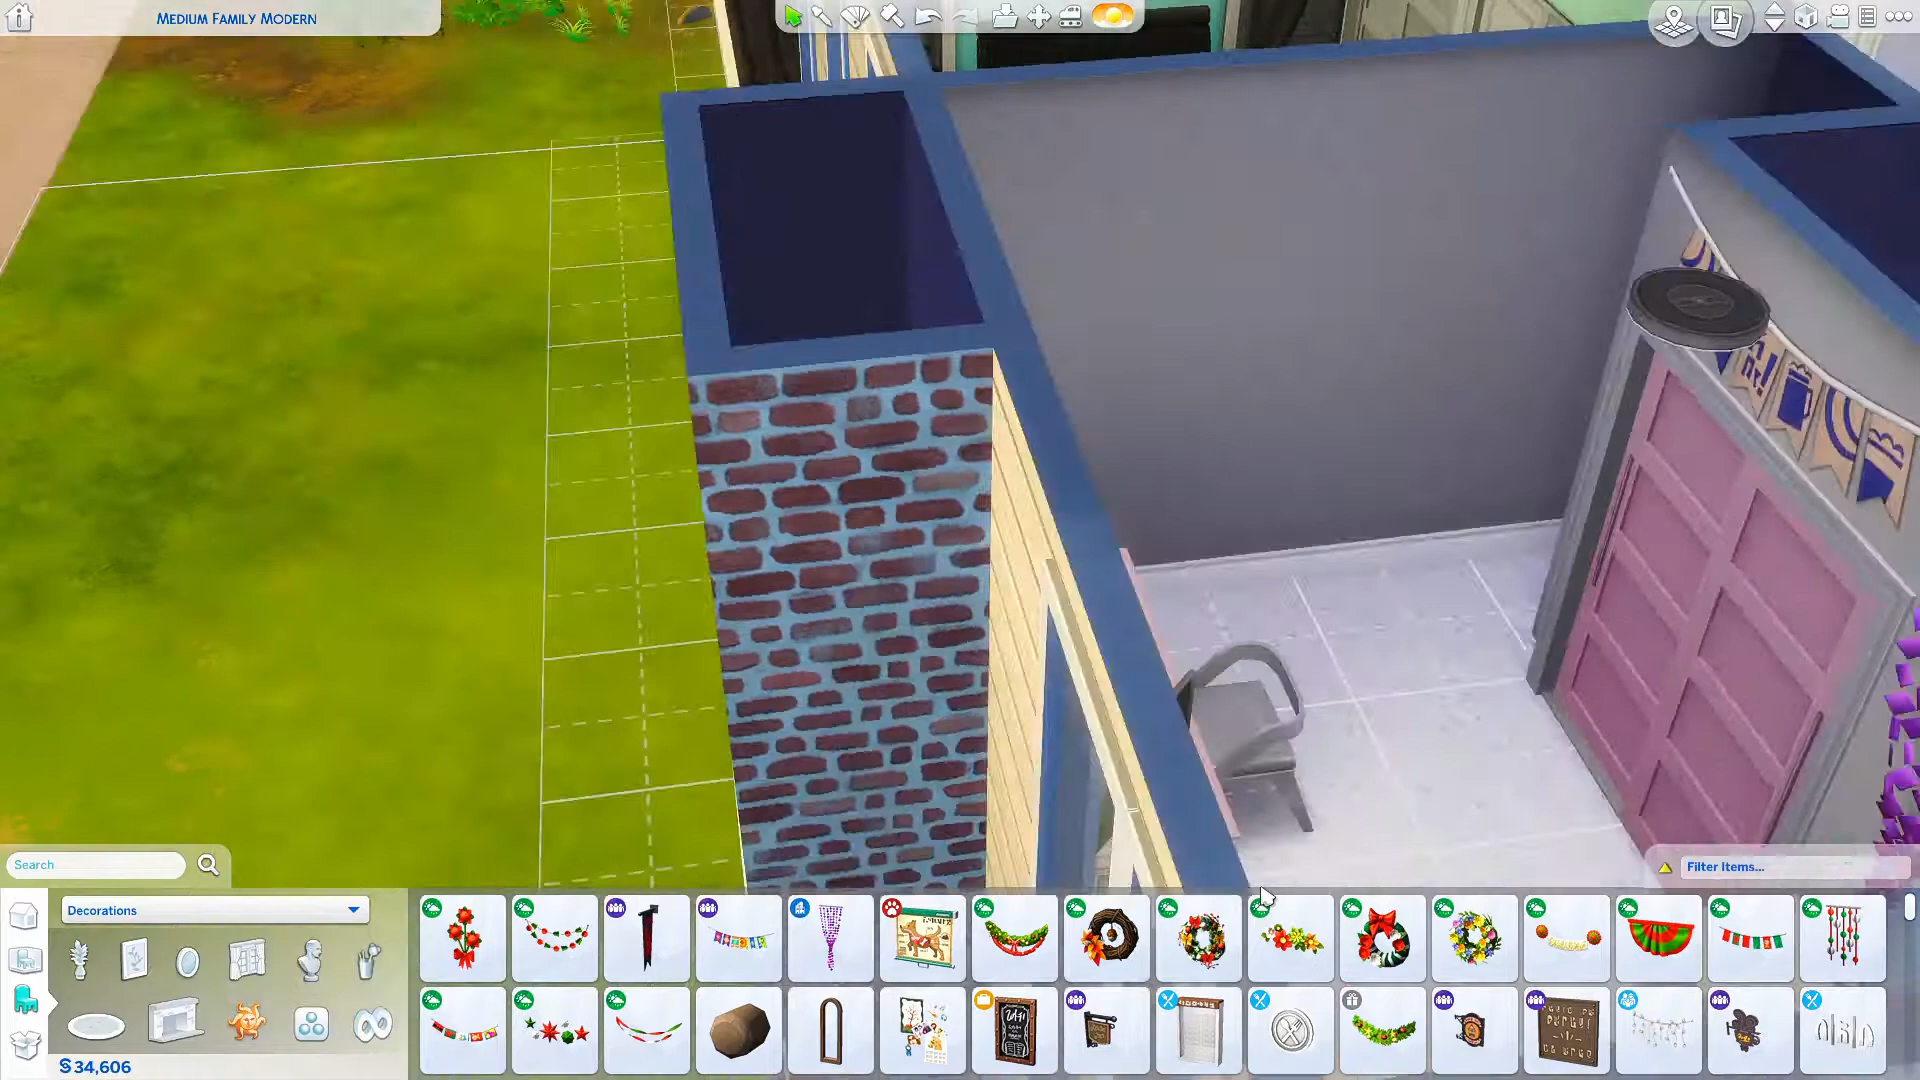 MEDIUM FAMILY MODERN
Search
Filter Items...
Decorations
§34,606